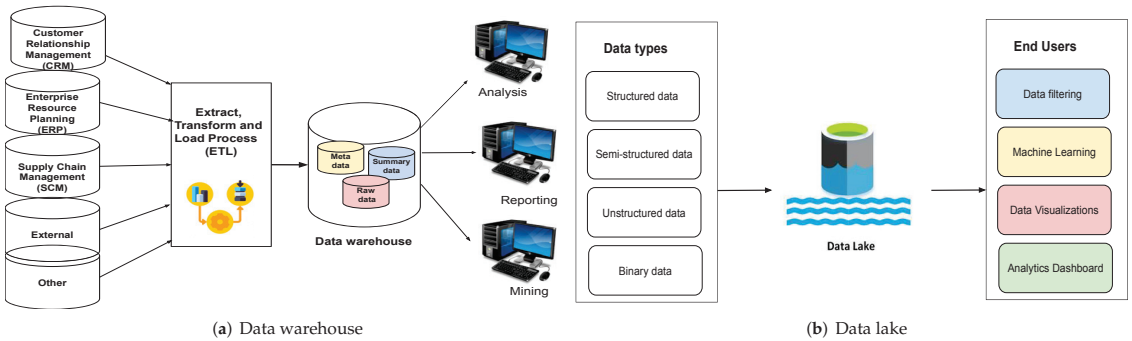 Customer
Relationship
Management
(CRM)
Enterprise
Resource
Planning
(ERP)
Supply Chain
Management
(SCM)
External
Other
Extract,
Transform and
Load Process
(ETL)
Meta
data
Summary
data
Raw
data
Data warehouse
Analysis
Reporting
Mining
(a) Data warehouse
Data types
Structured data
Semi-structured data
Unstructured data
Binary data
Data Lake
End Users
Data filtering
Machine Learning
Data Visualizations
Analytics Dashboard
(b) Data lake